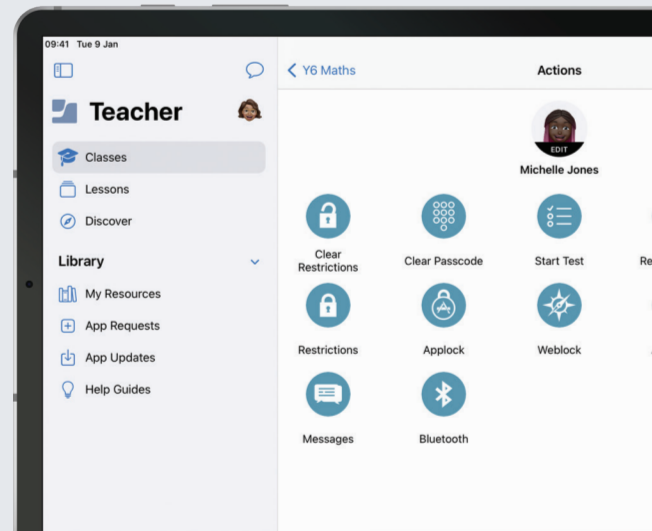 09:41 Tue 9 Jan
Teacher
Classes
Lessons
Discover
Library
My Resources
App Requests
App Updates
Help Guides
Y6 Maths
Actions
EDIT
Michelle Jones
Clear
Restrictions
Clear Passcode
Start Test
Restrictions
Applock
Weblock
Messages
Bluetooth